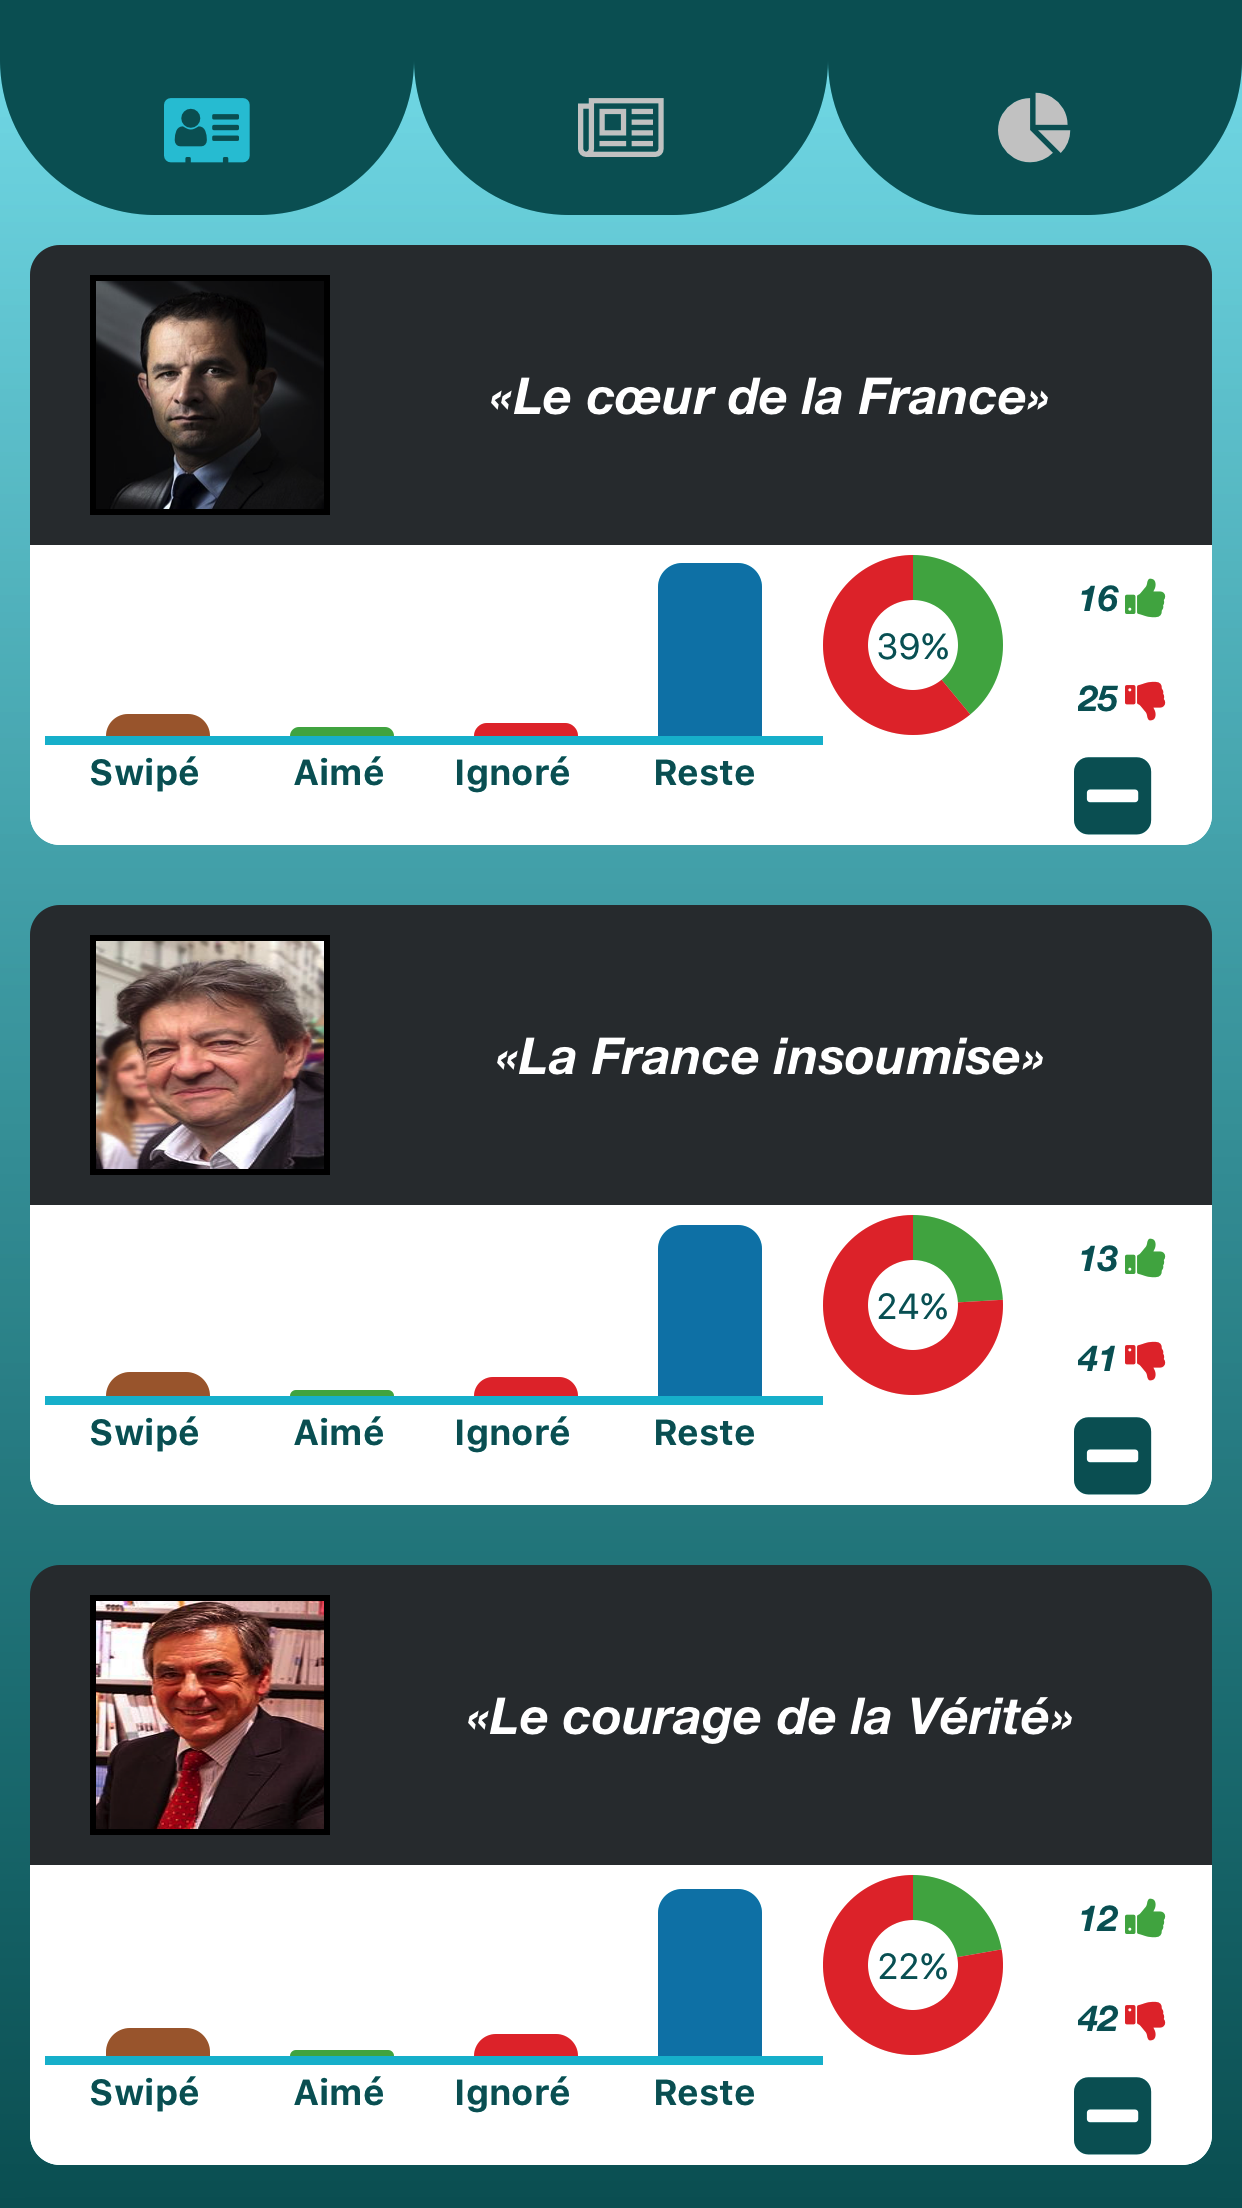 «Le cœur de la France»
39%
16
25
Swipé Aimé Ignoré Reste
«La France insoumise»
24%
13
41
Swipé Aimé Ignoré Reste
«Le courage de la Vérité»
22%
12
42
Swipé Aimé Ignoré Reste